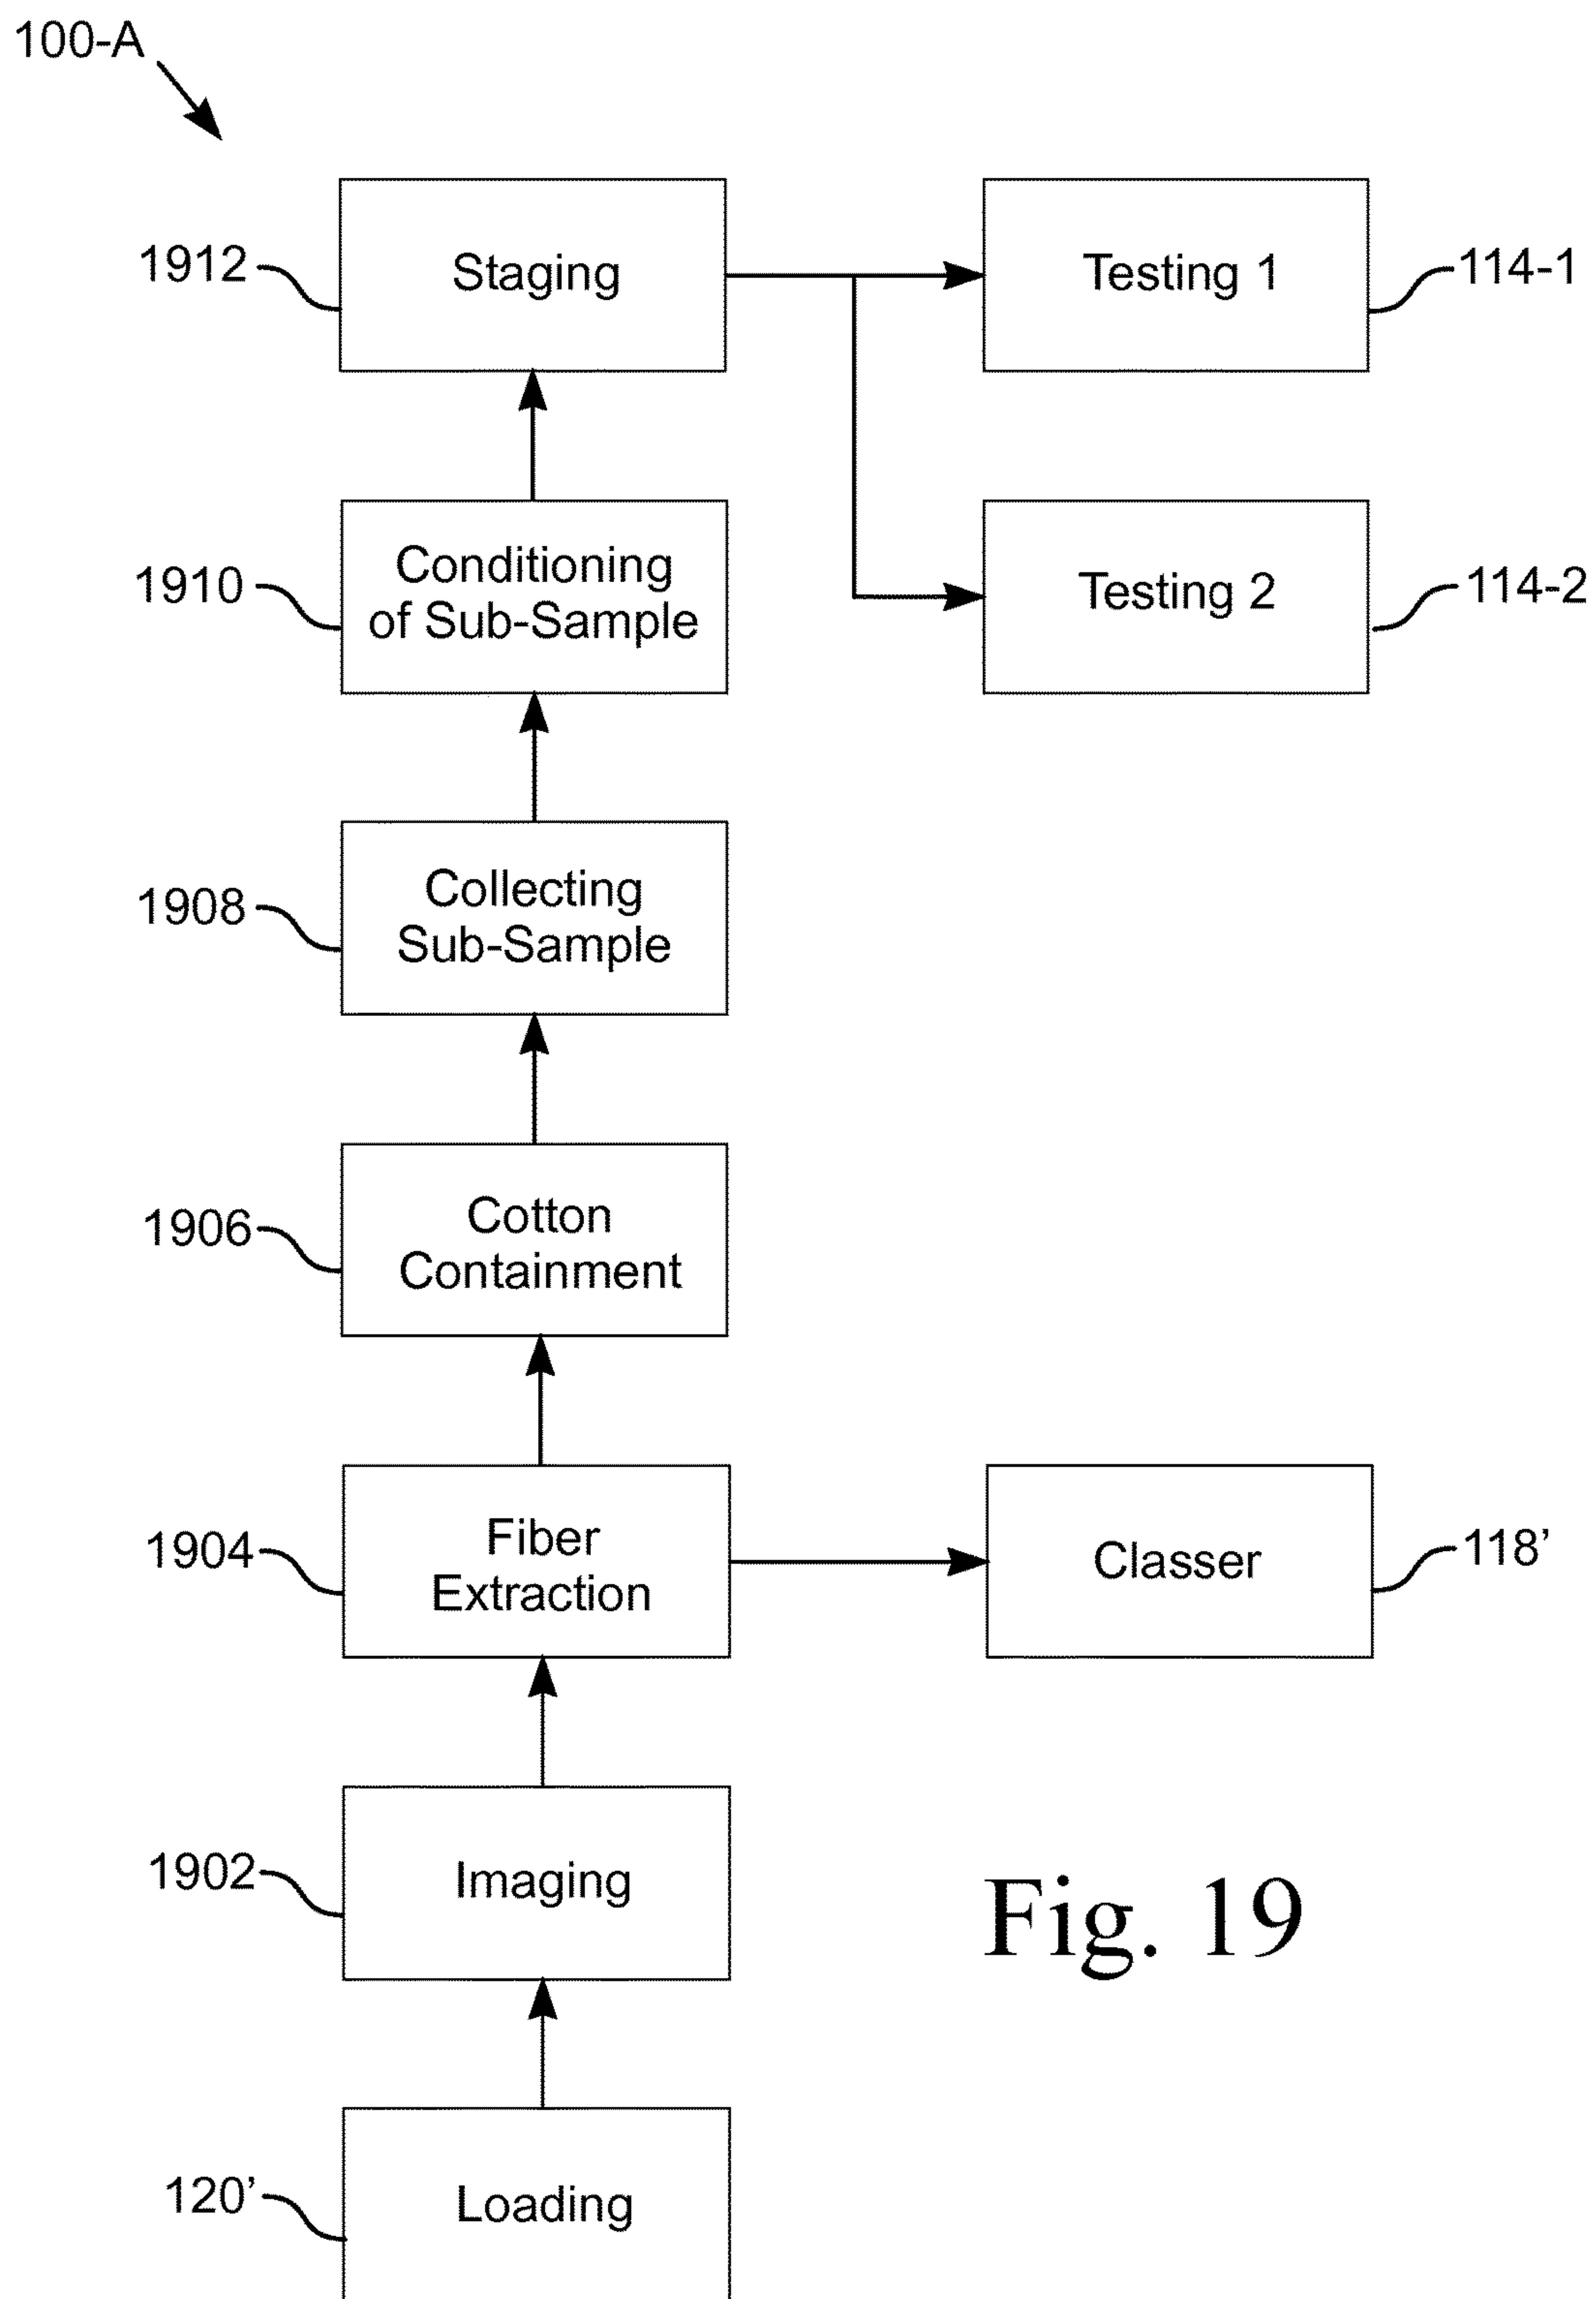 100-A
1912
Staging
Testing 1
114-1
1910
Conditioning
of Sub-Sample
Testing 2
114-2
1908
Collecting
Sub-Sample
1906
Cotton
Containment
1904
Fiber
Extraction
Classer
118’
1902
Imaging
Fig. 19
120’
Loading